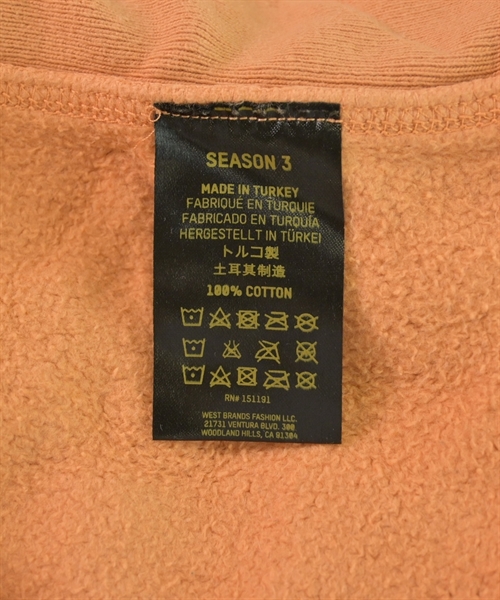 SEASON 3
MADE IN TURKEY
FABRIQUÉ EN TURQUIE
FABRICADO EN TURQUÍA
HERGESTELLT IN TÜRKEI
トルコ製
土耳其制造
100% COTTON
RN# 151191
WEST BRANDS FASHION LLC.
21731 VENTURA BLVD. 300
WOODLAND HILLS, CA 91304